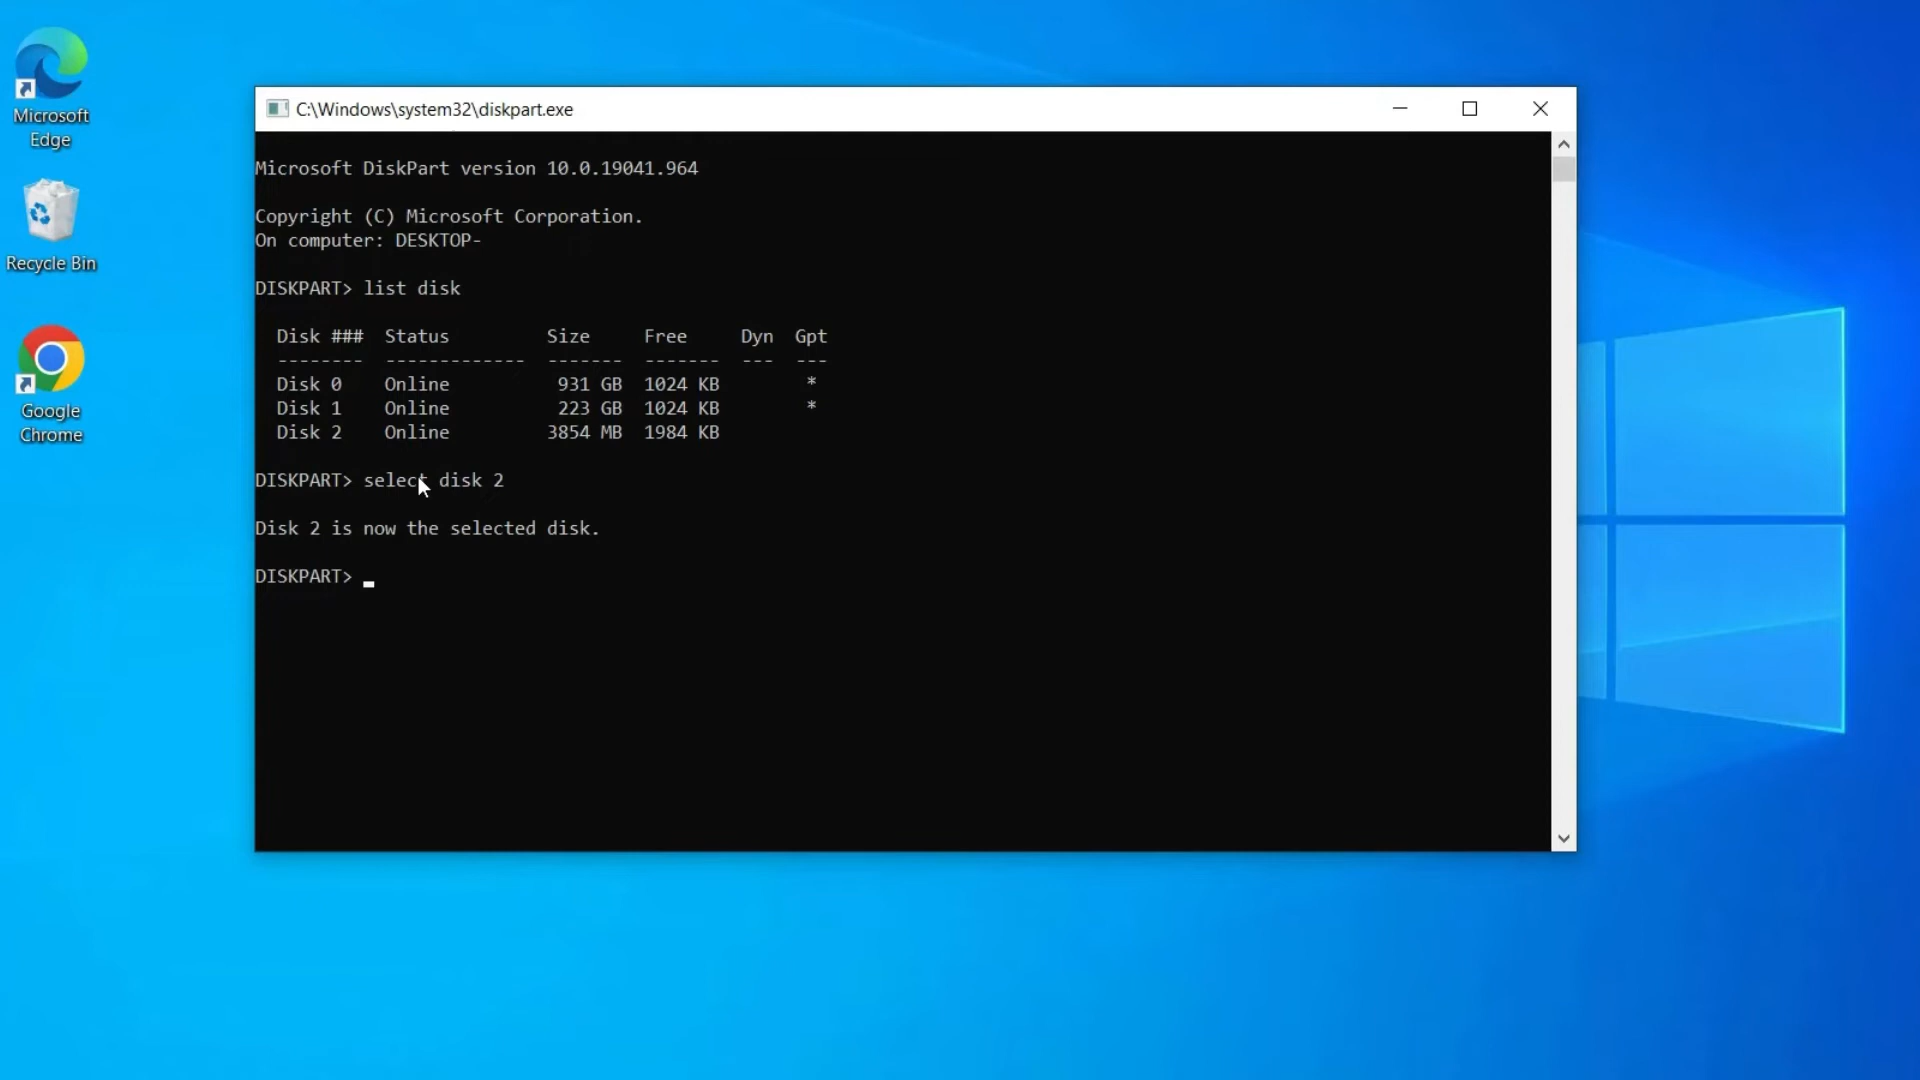 Microsoft
Edge
Recycle Bin
Google
Chrome
C:\Windows\system32\diskpart.exe
Microsoft DiskPart version 10.0.19041.964
Copyright (C) Microsoft Corporation.
On computer: DESKTOP-
DISKPART> list disk
Disk ### Status Size Free Dyn Gpt
-------- ------------- ------- ------- --- ---
Disk 0 Online 931 GB 1024 KB *
Disk 1 Online 223 GB 1024 KB *
Disk 2 Online 3854 MB 1984 KB
DISKPART> select disk 2
Disk 2 is now the selected disk.
DISKPART> _